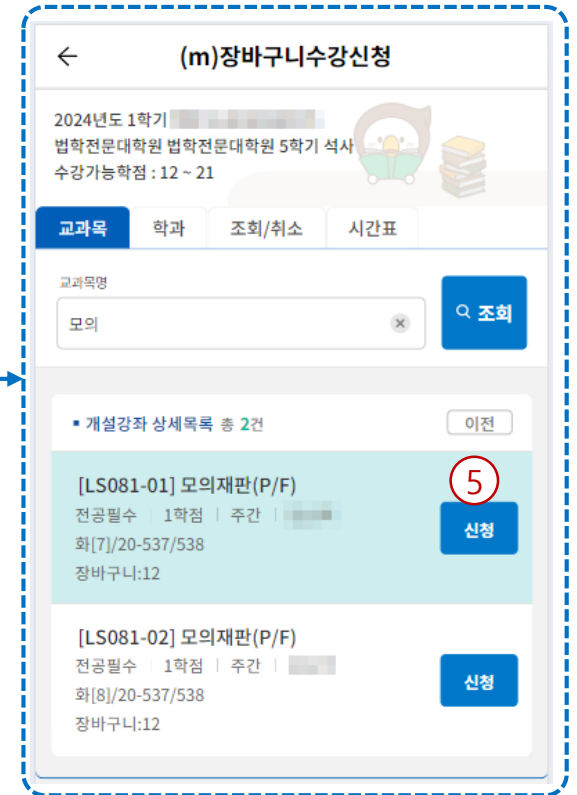 ← (m)장바구니수강신청
2024년도 1학기
법학전문대학원 법학전문대학원 5학기 석사
수강가능학점 : 12 ~ 21
교과목 학과 조회/취소 시간표
교과목명
모의
조회
▪ 개설강좌 상세목록 총 2건 이전
[LS081-01] 모의재판(P/F)
⑤
전공필수 | 1학점 | 주간 |
신청
화[7]/20-537/538
장바구니:12
[LS081-02] 모의재판(P/F)
전공필수 | 1학점 | 주간 |
신청
화[8]/20-537/538
장바구니:12